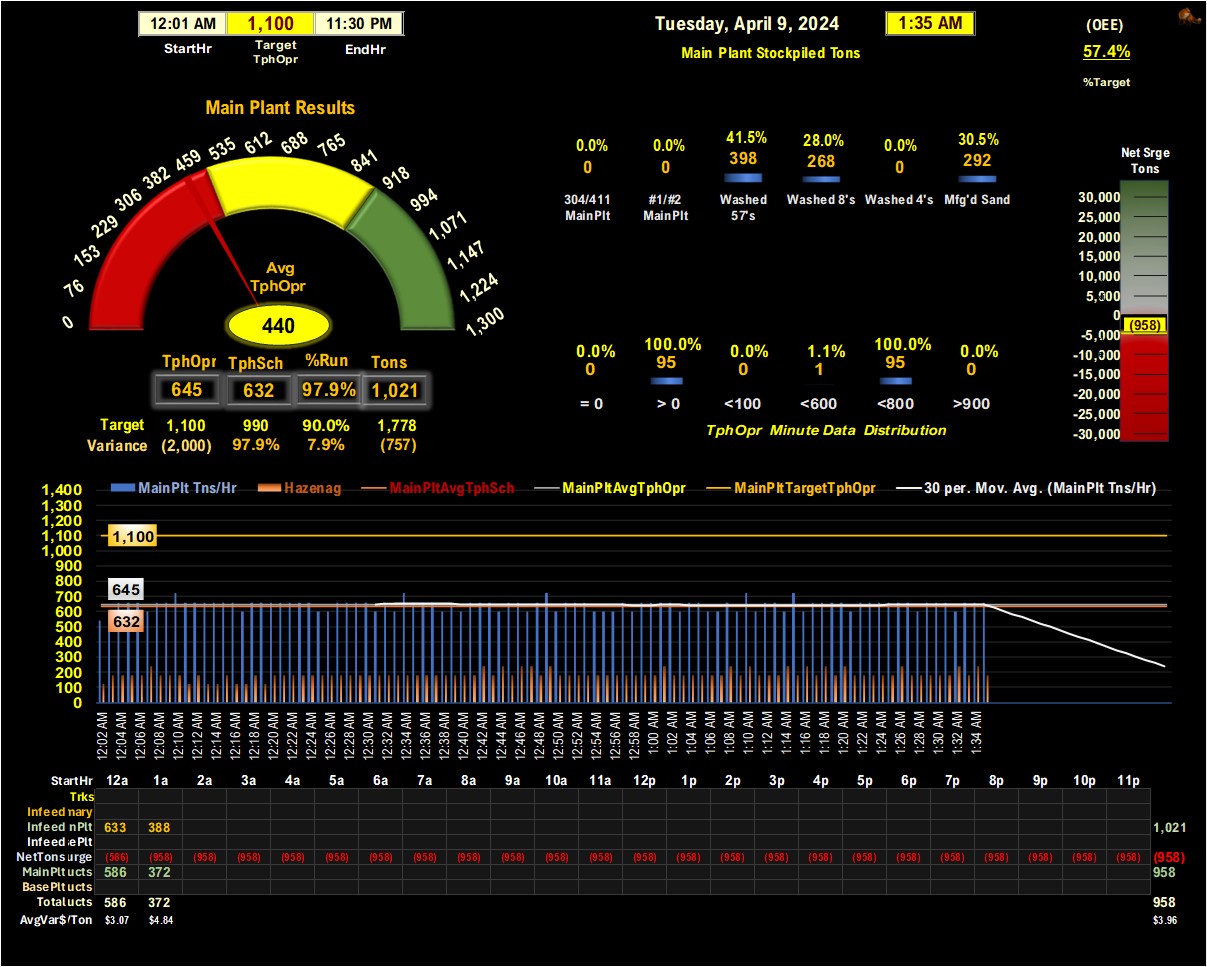 12:01 AM 1,100 11:30 PM
StartHr Target TphOpr EndHr
Tuesday, April 9, 2024 1:35 AM
Main Plant Stockpiled Tons
(OEE)
57.4%
%Target
Main Plant Results
0 76 153 229 306 382 459 535 612 688 765 841 918 994 1,071 1,147 1,224 1,300
Avg
TphOpr
440
TphOpr TphSch %Run Tons
645 632 97.9% 1,021
Target 1,100 990 90.0% 1,778
Variance (2,000) 97.9% 7.9% (757)
0.0% 0.0% 41.5% 28.0% 0.0% 30.5%
0 0 398 268 0 292
304/411 #1/#2 Washed Washed 8's Washed 4's Mfg'd Sand
MainPlt MainPlt 57's
0.0% 100.0% 0.0% 1.1% 100.0% 0.0%
0 95 0 1 95 0
= 0 > 0 <100 <600 <800 >900
TphOpr Minute Data Distribution
Net Srge
Tons
30,000
25,000
20,000
15,000
10,000
5,000
0
(958)
-5,000
-10,000
-15,000
-20,000
-25,000
-30,000
MainPlt Tns/Hr Hazenag MainPltAvgTphSch MainPltAvgTphOpr MainPltTargetTphOpr 30 per. Mov. Avg. (MainPlt Tns/Hr)
1,400
1,300
1,200
1,100
1,000
900
800
700
600
500
400
300
200
100
0
1,100
645
632
12:02 AM 12:04 AM 12:06 AM 12:08 AM 12:10 AM 12:12 AM 12:14 AM 12:16 AM 12:18 AM 12:20 AM 12:22 AM 12:24 AM 12:26 AM 12:28 AM 12:30 AM 12:32 AM 12:34 AM 12:36 AM 12:38 AM 12:40 AM 12:42 AM 12:44 AM 12:46 AM 12:48 AM 12:50 AM 12:52 AM 12:54 AM 12:56 AM 12:58 AM 1:00 AM 1:02 AM 1:04 AM 1:06 AM 1:08 AM 1:10 AM 1:12 AM 1:14 AM 1:16 AM 1:18 AM 1:20 AM 1:22 AM 1:24 AM 1:26 AM 1:28 AM 1:30 AM 1:32 AM 1:34 AM
StartHr 12a 1a 2a 3a 4a 5a 6a 7a 8a 9a 10a 11a 12p 1p 2p 3p 4p 5p 6p 7p 8p 9p 10p 11p
Trks
Infeed mary
Infeed nPlt 633 388 1,021
Infeed ePlt
NetTons urge (586) (958) (958) (958) (958) (958) (958) (958) (958) (958) (958) (958) (958) (958) (958) (958) (958) (958) (958) (958) (958) (958) (958) (958) (958)
MainPlt ucts 586 372 958
BasePlt ucts
Total ucts 586 372 958
AvgVar$/Ton $3.07 $4.84 $3.96